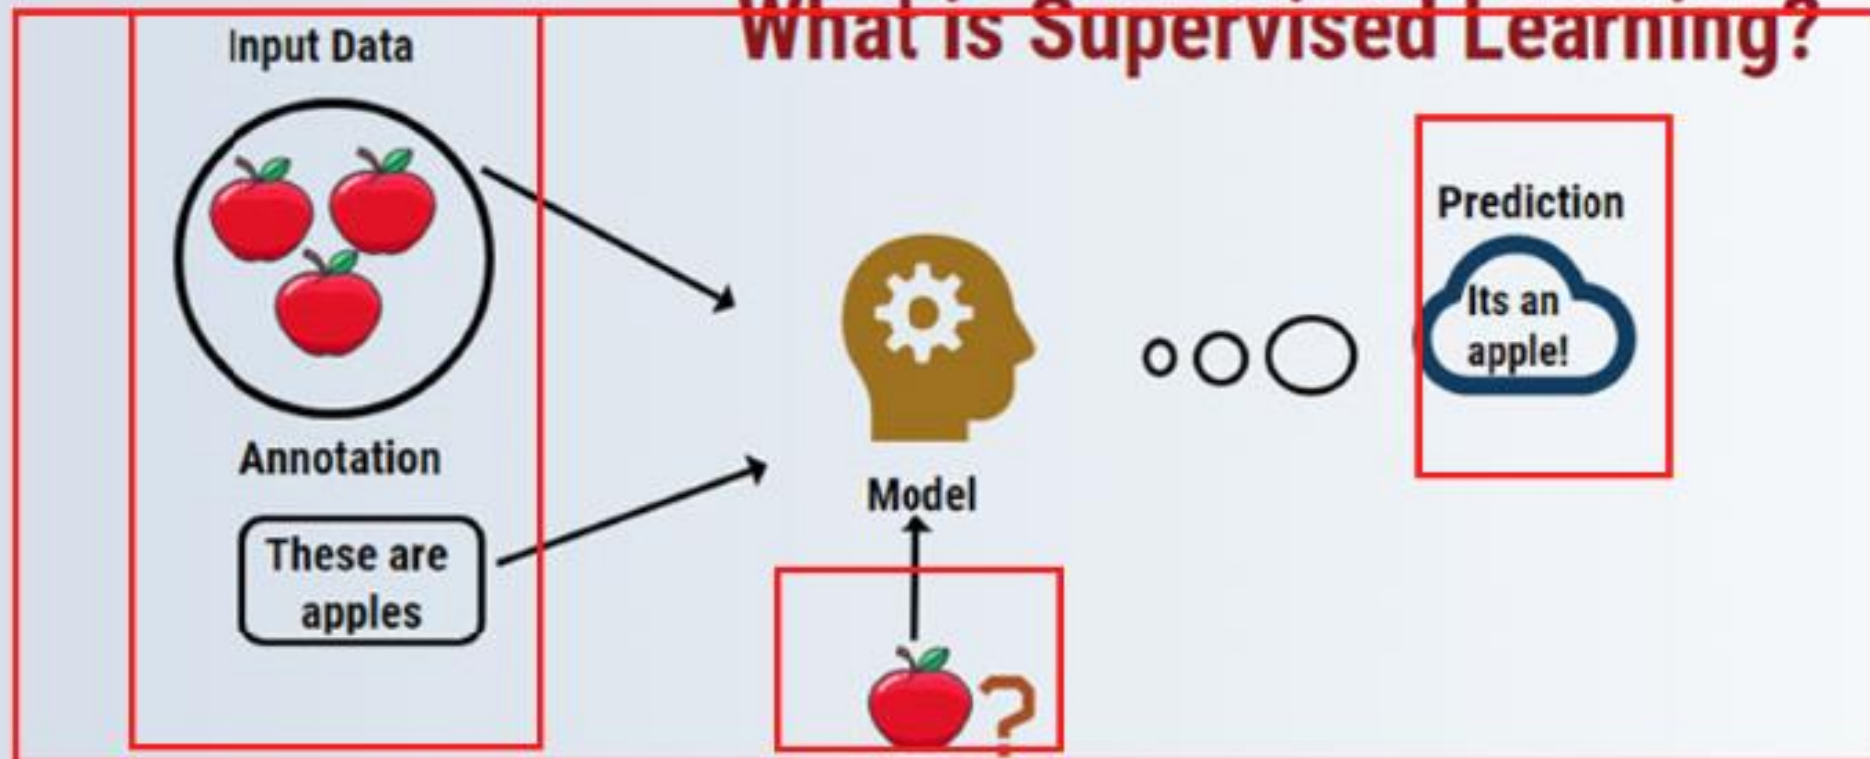 What is Supervised Learning?
Input Data
Annotation
These are
apples
Model
?
Prediction
Its an
apple!